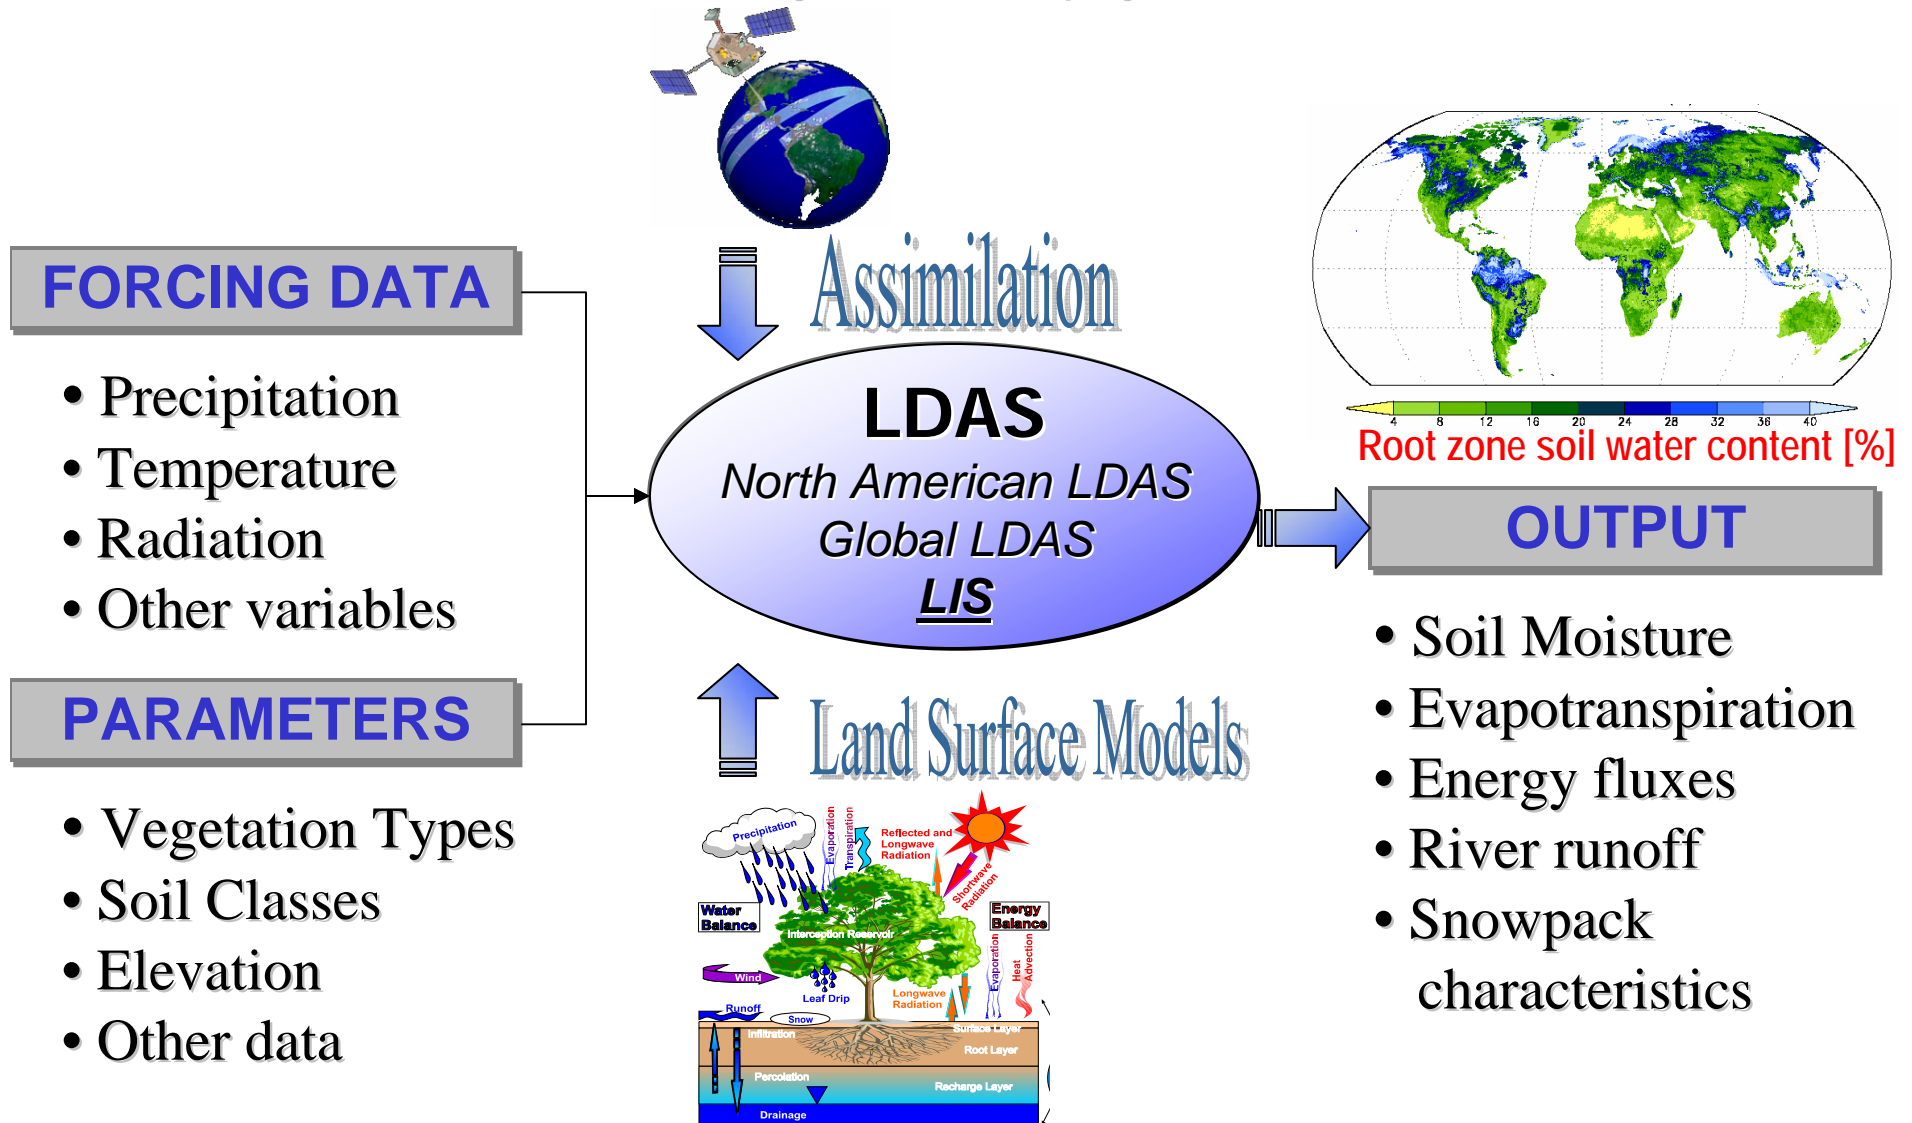 Assimilation
FORCING DATA
• Precipitation
• Temperature
• Radiation
• Other variables
PARAMETERS
• Vegetation Types
• Soil Classes
• Elevation
• Other data
LDAS
North American LDAS
Global LDAS
LIS
Land Surface Models
Precipitation
Evaporation
Transpiration
Reflected and
Longwave
Radiation
Shortwave
Radiation
Water
Balance
Energy
Balance
Interception Reservoir
Wind
Leaf Drip
Longwave
Radiation
Evaporation
Heat
Advection
Runoff
Snow
Infiltration
Surface Layer
Root Layer
Percolation
Recharge Layer
Drainage
4 8 12 16 20 24 28 32 36 40
Root zone soil water content [%]
OUTPUT
• Soil Moisture
• Evapotranspiration
• Energy fluxes
• River runoff
• Snowpack
characteristics